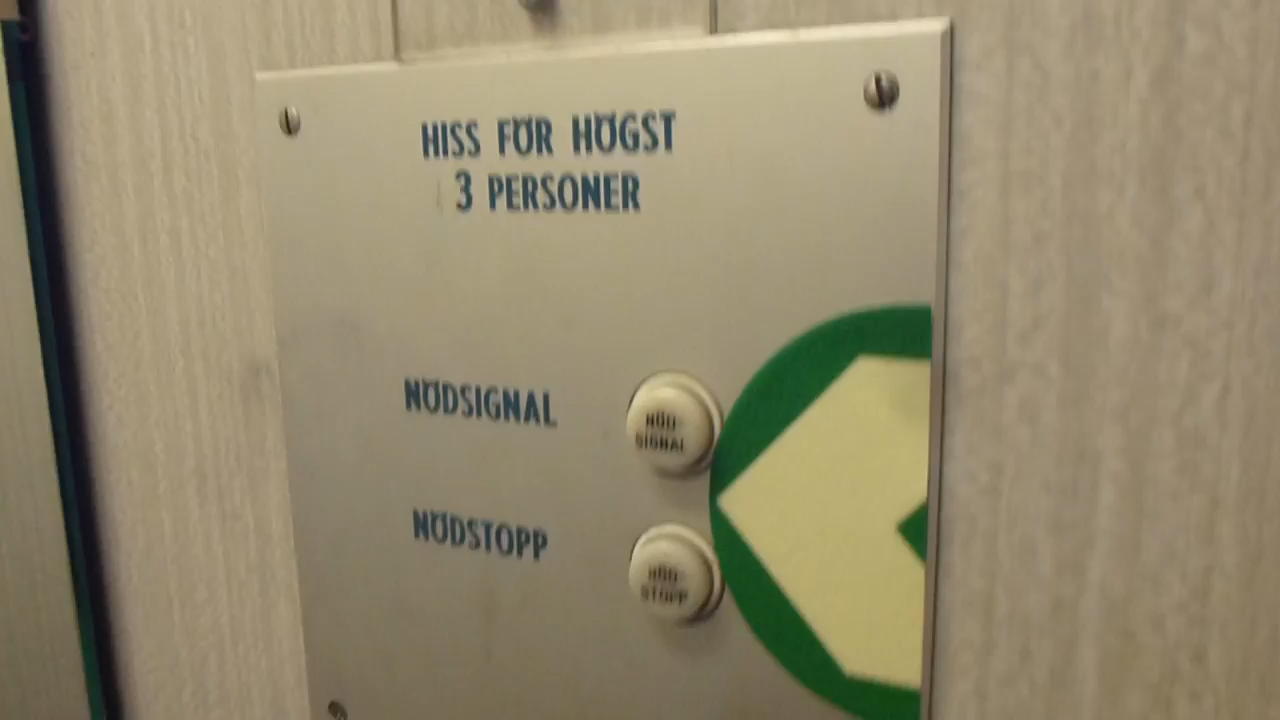 HISS FÖR HÖGST
3 PERSONER
NÖDSIGNAL
NÖD-
SIGNAL
NÖDSTOPP
NÖD-
STOPP